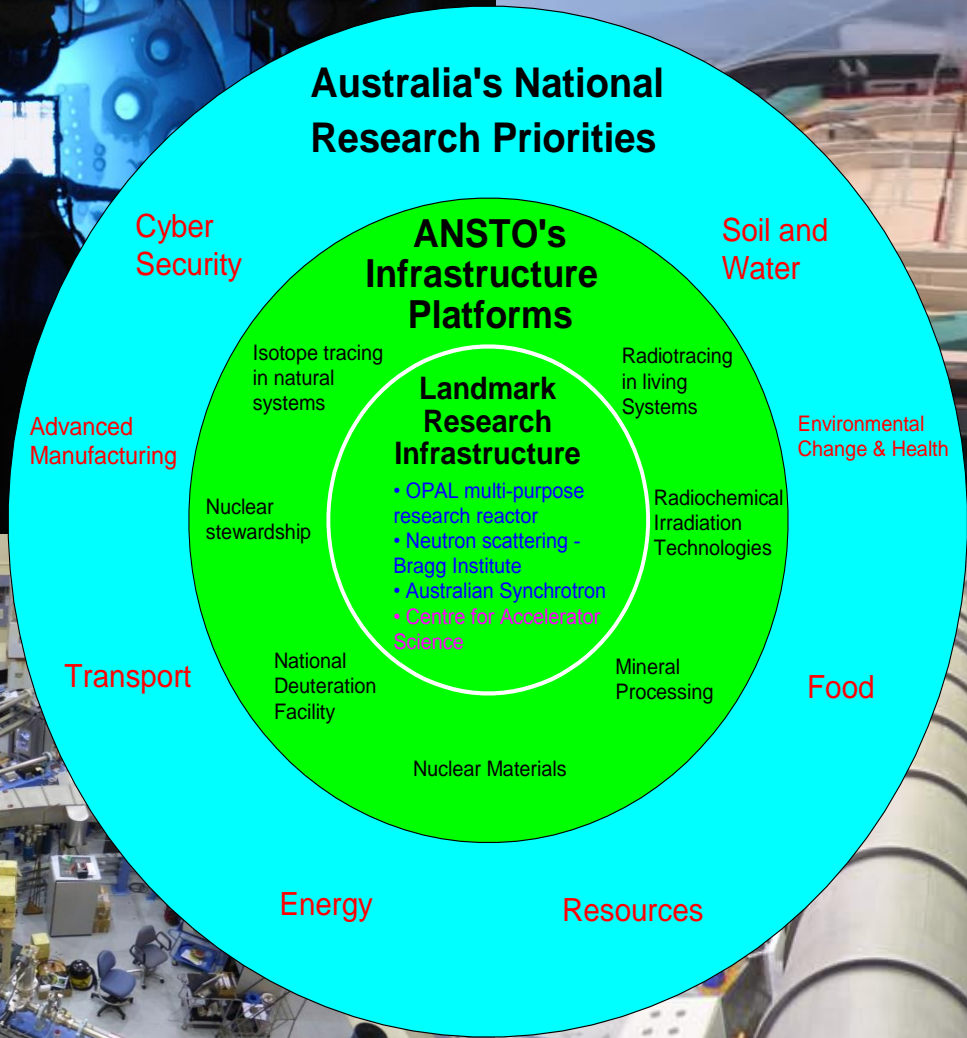 Australia's National
Research Priorities
Cyber
Security
Soil and
Water
ANSTO's
Infrastructure
Platforms
Isotope tracing
in natural
systems
Radiotracing
in living
Systems
Landmark
Research
Infrastructure
Advanced
Manufacturing
Environmental
Change & Health
• OPAL multi-purpose
research reactor
• Neutron scattering -
Bragg Institute
• Australian Synchrotron
• Centre for Accelerator
Science
Nuclear
stewardship
Radiochemical
Irradiation
Technologies
Transport
National
Deuteration
Facility
Mineral
Processing
Food
Nuclear Materials
Energy
Resources